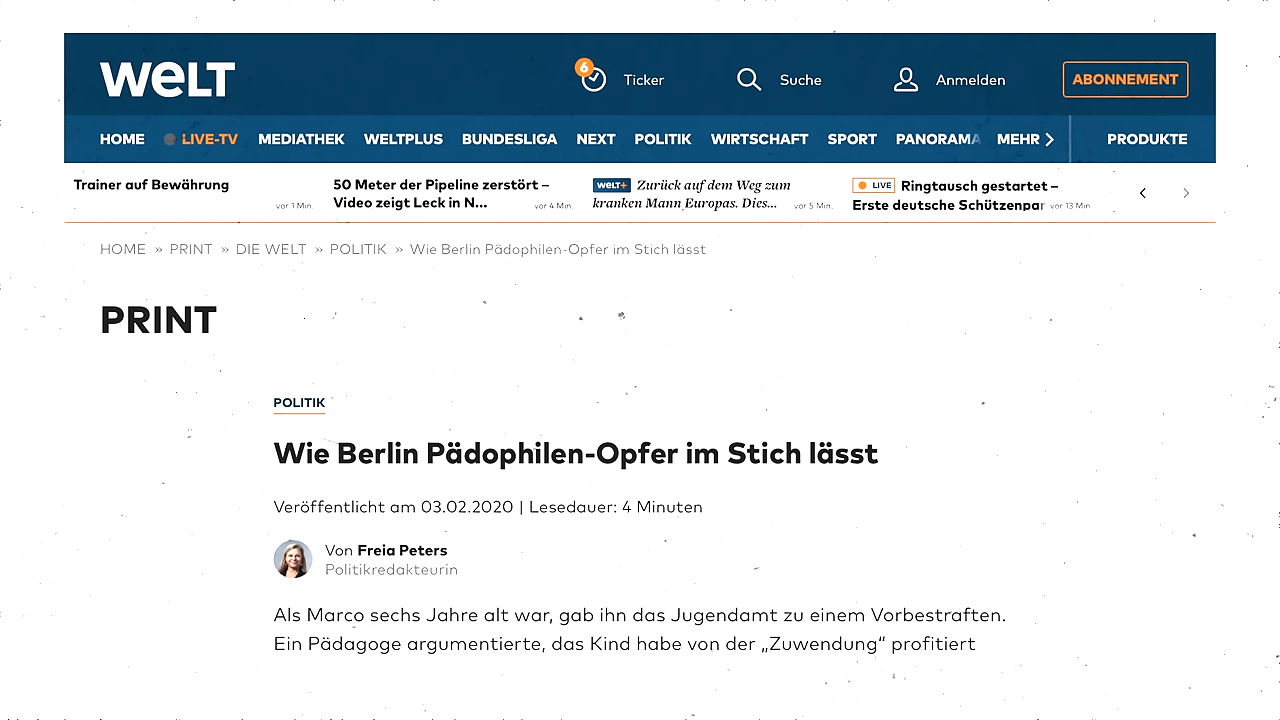 WELT
6
Ticker
Suche
Anmelden
ABONNEMENT
HOME LIVE-TV MEDIATHEK WELTPLUS BUNDESLIGA NEXT POLITIK WIRTSCHAFT SPORT PANORAMA MEHR PRODUKTE
Trainer auf Bewährung
vor 1 Min.
50 Meter der Pipeline zerstört –
Video zeigt Leck in N...
vor 4 Min.
WELT+ Zurück auf dem Weg zum
kranken Mann Europas. Dies...
vor 5 Min.
LIVE Ringtausch gestartet –
Erste deutsche Schützenpar
vor 13 Min
HOME » PRINT » DIE WELT » POLITIK » Wie Berlin Pädophilen-Opfer im Stich lässt
PRINT
POLITIK
Wie Berlin Pädophilen-Opfer im Stich lässt
Veröffentlicht am 03.02.2020 | Lesedauer: 4 Minuten
Von Freia Peters
Politikredakteurin
Als Marco sechs Jahre alt war, gab ihn das Jugendamt zu einem Vorbestraften.
Ein Pädagoge argumentierte, das Kind habe von der „Zuwendung“ profitiert